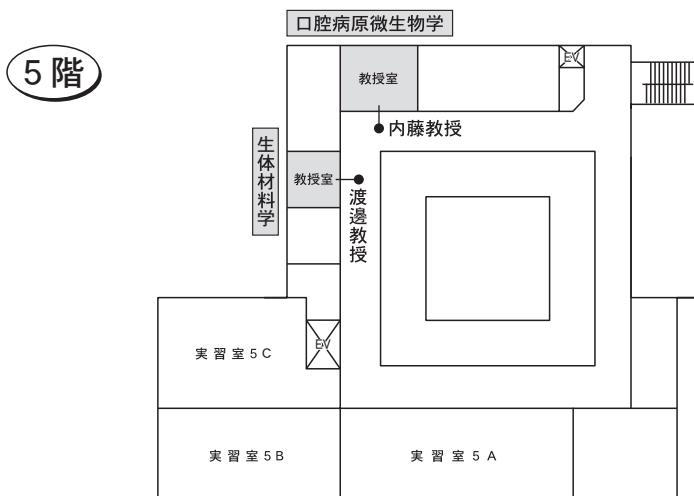 口腔病原微生物学
5階
EV
教授室
内藤教授
生体材料学
教授室
渡邊教授
EV
実習室5C
実習室5B
実習室5A